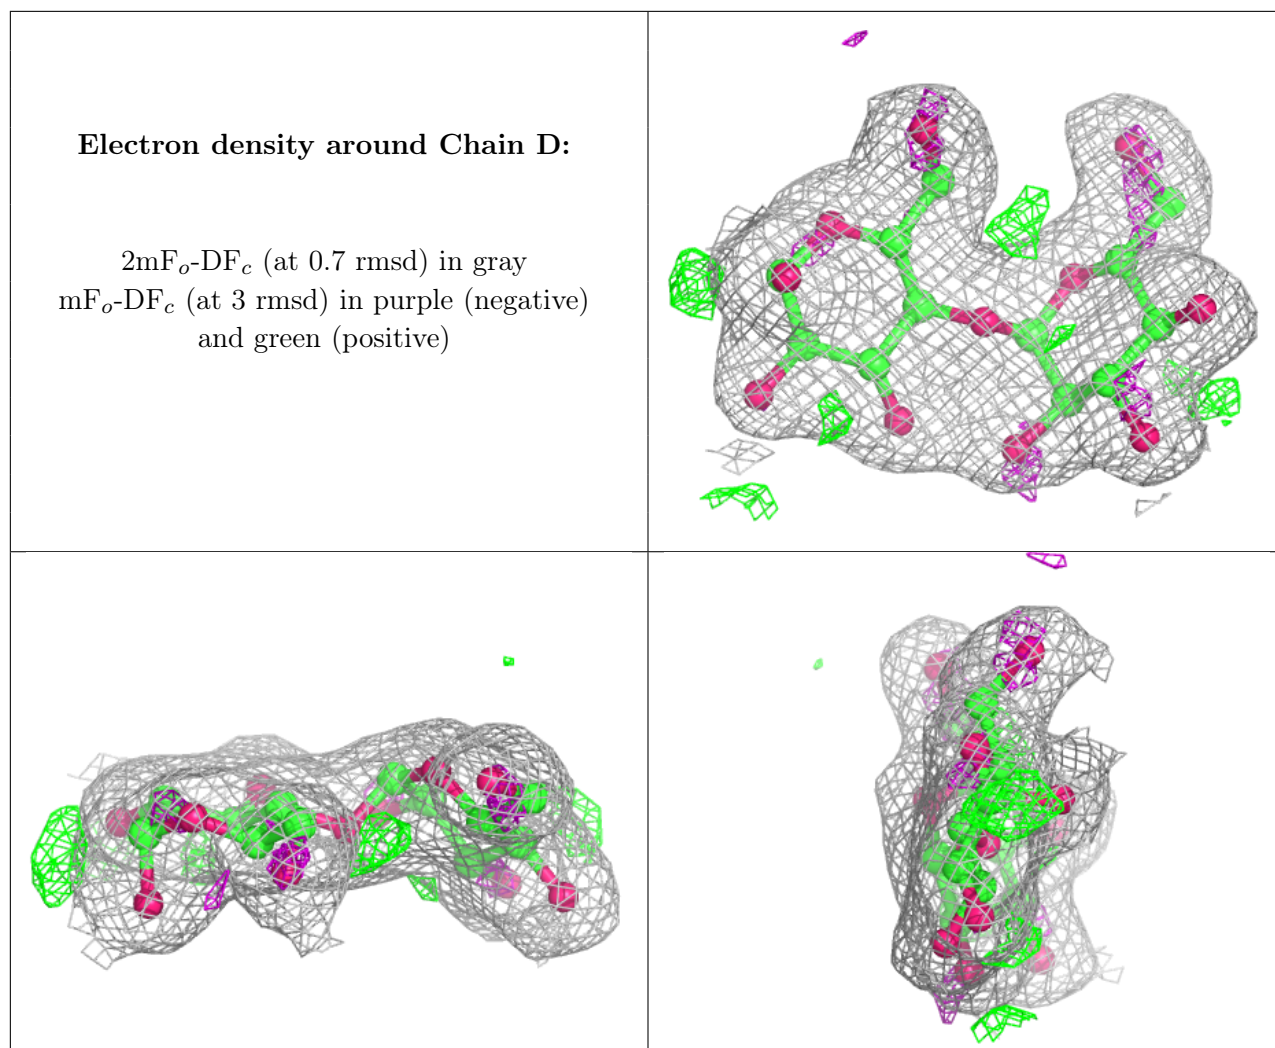 Electron density around Chain D:
2mFo-DFc (at 0.7 rmsd) in gray
mFo-DFc (at 3 rmsd) in purple (negative)
and green (positive)